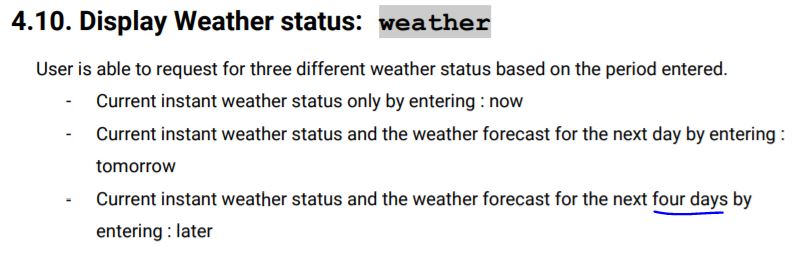 4.10. Display Weather status: weather
User is able to request for three different weather status based on the period entered.
- Current instant weather status only by entering : now
- Current instant weather status and the weather forecast for the next day by entering :
tomorrow
- Current instant weather status and the weather forecast for the next four days by
entering : later